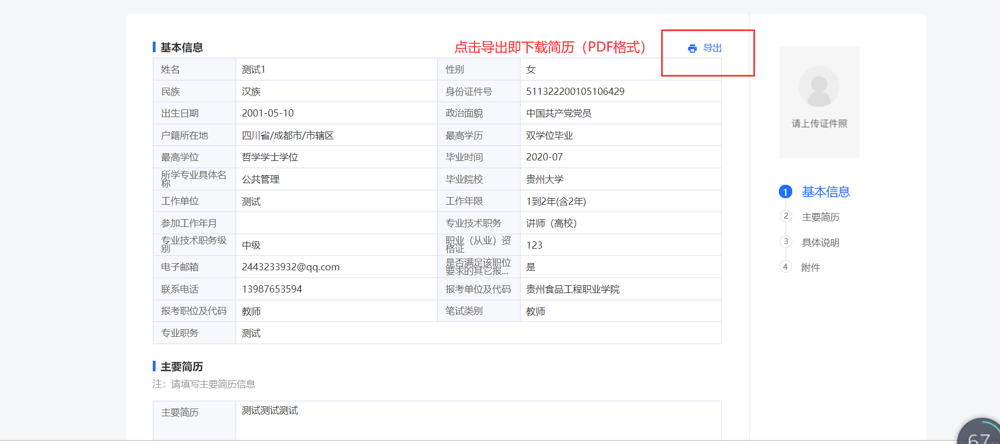 基本信息
点击导出即下载简历（PDF格式）
导出
姓名 测试1 性别 女
民族 汉族 身份证件号 511322200105106429
出生日期 2001-05-10 政治面貌 中国共产党党员
户籍所在地 四川省/成都市/市辖区 最高学历 双学位毕业
最高学位 哲学学士学位 毕业时间 2020-07
所学专业具体名
称
公共管理 毕业院校 贵州大学
工作单位 测试 工作年限 1到2年(含2年)
参加工作年月 专业技术职务 讲师（高校）
专业技术职务级
别
中级
职业（从业）资
格证
123
电子邮箱 2443233932@qq.com
是否满足该职位
要求的其它报...
是
联系电话 13987653594 报考单位及代码 贵州食品工程职业学院
报考职位及代码 教师 笔试类别 教师
专业职务 测试
主要简历
注：请填写主要简历信息
主要简历 测试测试测试
请上传证件照
1 基本信息
2 主要简历
3 具体说明
4 附件
67